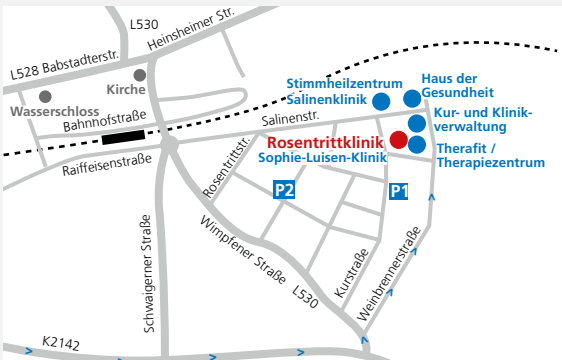 L530
Heinsheimer Str.
L528 Babstadterstr.
Kirche
Wasserschloss
Bahnhofstraße
Raiffeisenstraße
Stimmheilzentrum
Salinenklinik
Haus der
Gesundheit
Salinenstr.
Kur- und Klinik-
verwaltung
Rosentrittklinik
Sophie-Luisen-Klinik
Therafit /
Therapiezentrum
Rosentrittstr.
P2
P1
Schwaigerner Straße
Wimpfener Straße
L530
Kurstraße
Weinbrennerstraße
K2142